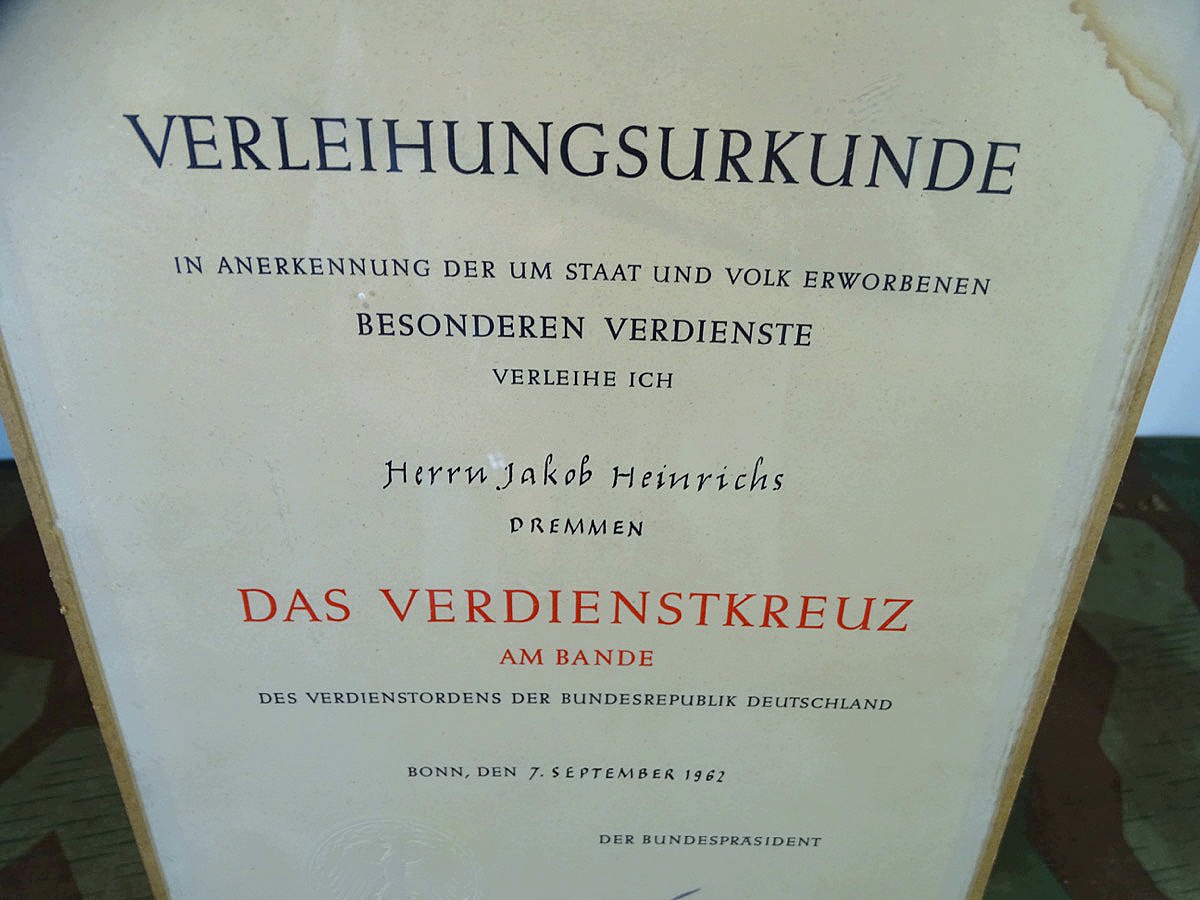 VERLEIHUNGSURKUNDE
IN ANERKENNUNG DER UM STAAT UND VOLK ERWORBENEN
BESONDEREN VERDIENSTE
VERLEIHE ICH
Herrn Jakob Heinrichs
DREMMEN
DAS VERDIENSTKREUZ
AM BANDE
DES VERDIENSTORDENS DER BUNDESREPUBLIK DEUTSCHLAND
BONN, DEN 7. SEPTEMBER 1962
DER BUNDESPRÄSIDENT